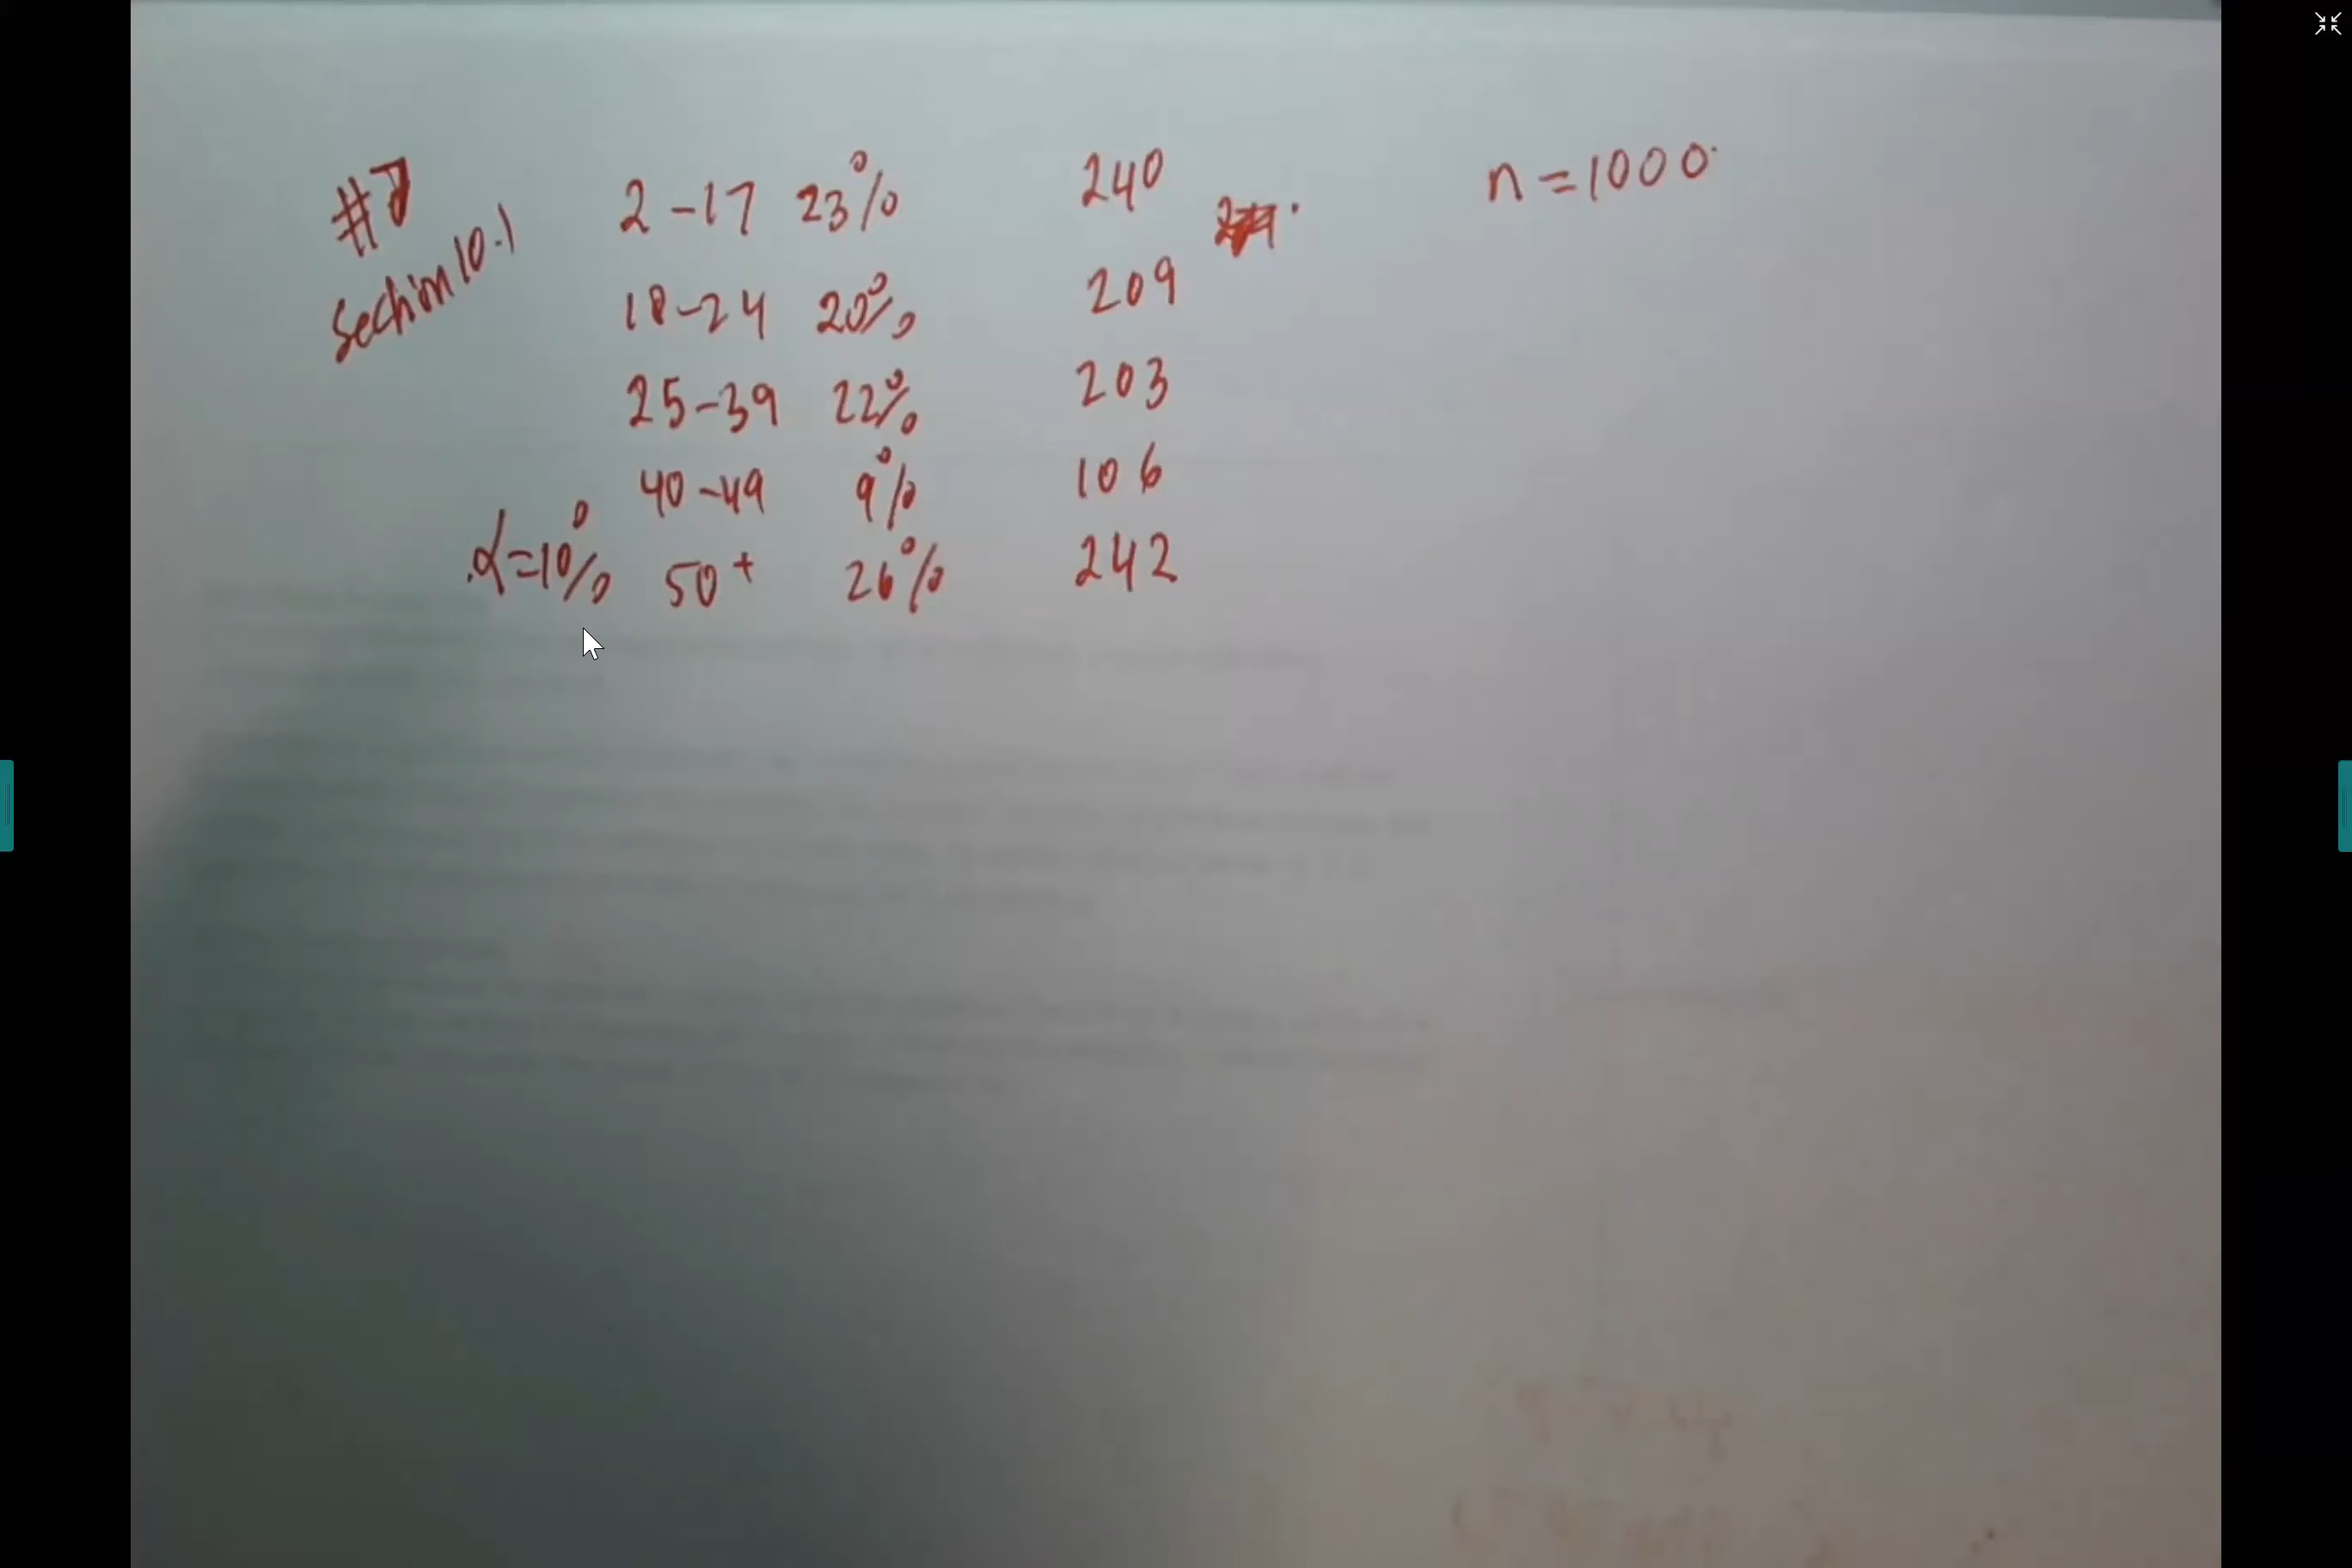 #7
Section 10.1
n = 1000
2-17 23% 240
18-24 20% 209
25-39 22% 203
40-49 9% 106
α=10%
50+ 26% 242